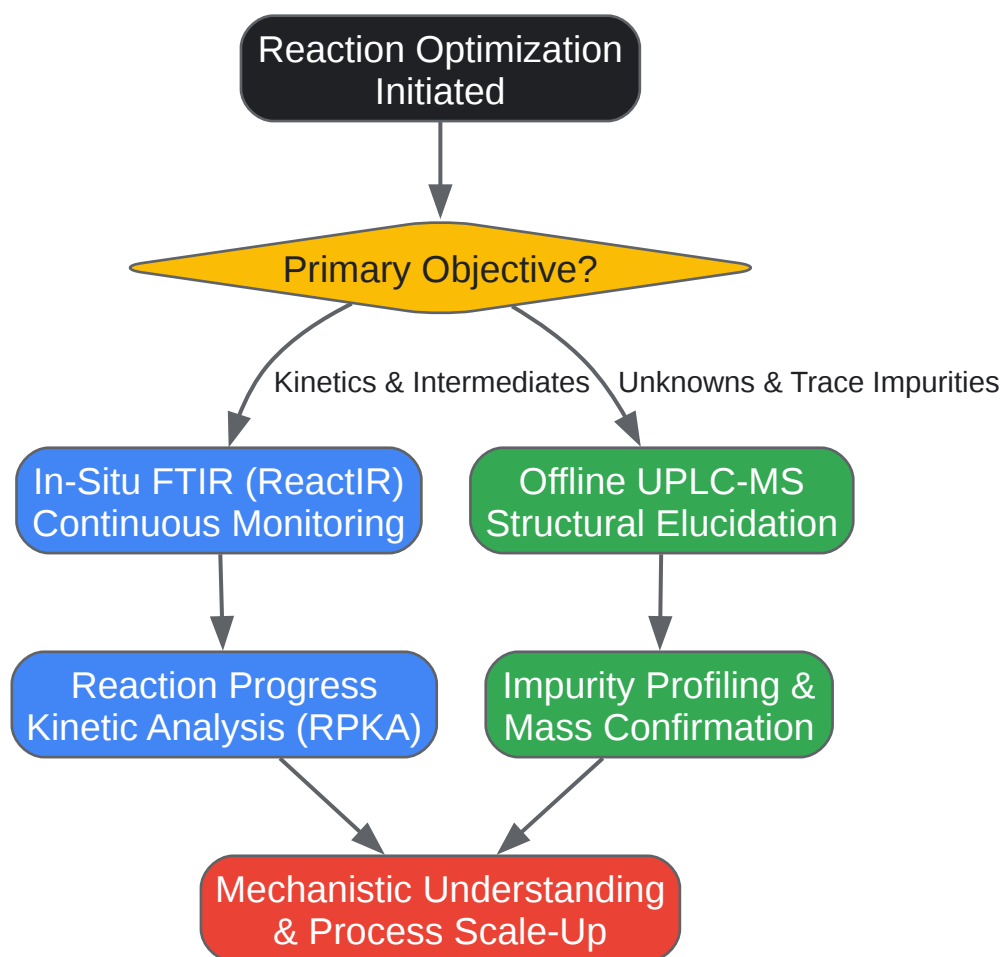 Reaction Optimization
Initiated
Primary Objective?
Kinetics & Intermediates
Unknowns & Trace Impurities
In-Situ FTIR (ReactIR)
Continuous Monitoring
Offline UPLC-MS
Structural Elucidation
Reaction Progress
Kinetic Analysis (RPKA)
Impurity Profiling &
Mass Confirmation
Mechanistic Understanding
& Process Scale-Up